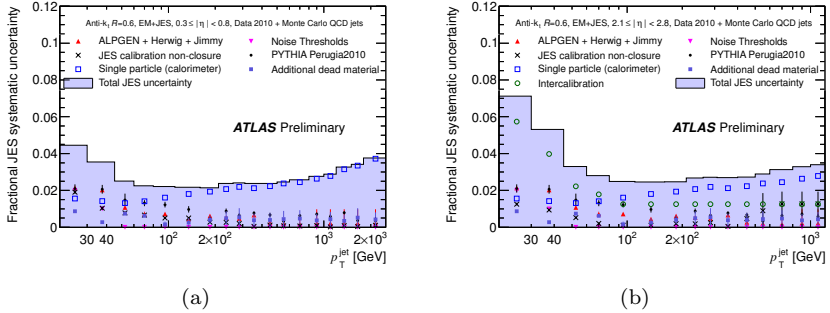 Anti-kt R=0.6, EM+JES, 0.3≤|η|<0.8, Data 2010 + Monte Carlo QCD jets
ALPGEN + Herwig + Jimmy
Noise Thresholds
JES calibration non-closure
PYTHIA Perugia2010
Single particle (calorimeter)
Additional dead material
Total JES uncertainty
ATLAS Preliminary
Fractional JES systematic uncertainty
0.12
0.1
0.08
0.06
0.04
0.02
0
30 40 10² 2×10² 10³ 2×10³
p_T^jet [GeV]
(a)
Anti-kt R=0.6, EM+JES, 2.1≤|η|<2.8, Data 2010 + Monte Carlo QCD jets
ALPGEN + Herwig + Jimmy
Noise Thresholds
JES calibration non-closure
PYTHIA Perugia2010
Single particle (calorimeter)
Additional dead material
Intercalibration
Total JES uncertainty
ATLAS Preliminary
Fractional JES systematic uncertainty
0.12
0.1
0.08
0.06
0.04
0.02
0
30 40 10² 2×10² 10³
p_T^jet [GeV]
(b)